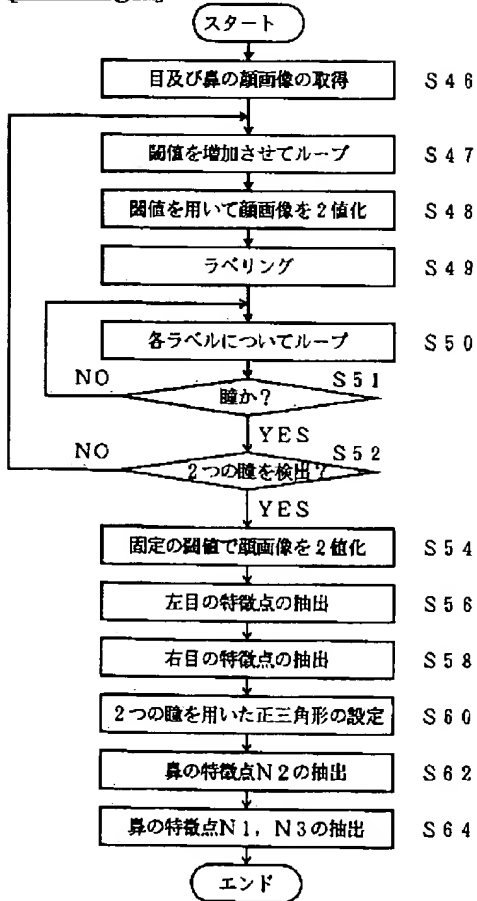 スタート
目及び鼻の顔画像の取得 S46
閾値を増加させてループ S47
閾値を用いて顔画像を2値化 S48
ラベリング S49
各ラベルについてループ S50
NO 瞳か? S51
YES
NO 2つの瞳を検出? S52
YES
固定の閾値で顔画像を2値化 S54
左目の特徴点の抽出 S56
右目の特徴点の抽出 S58
2つの瞳を用いた正三角形の設定 S60
鼻の特徴点N2の抽出 S62
鼻の特徴点N1,N3の抽出 S64
エンド